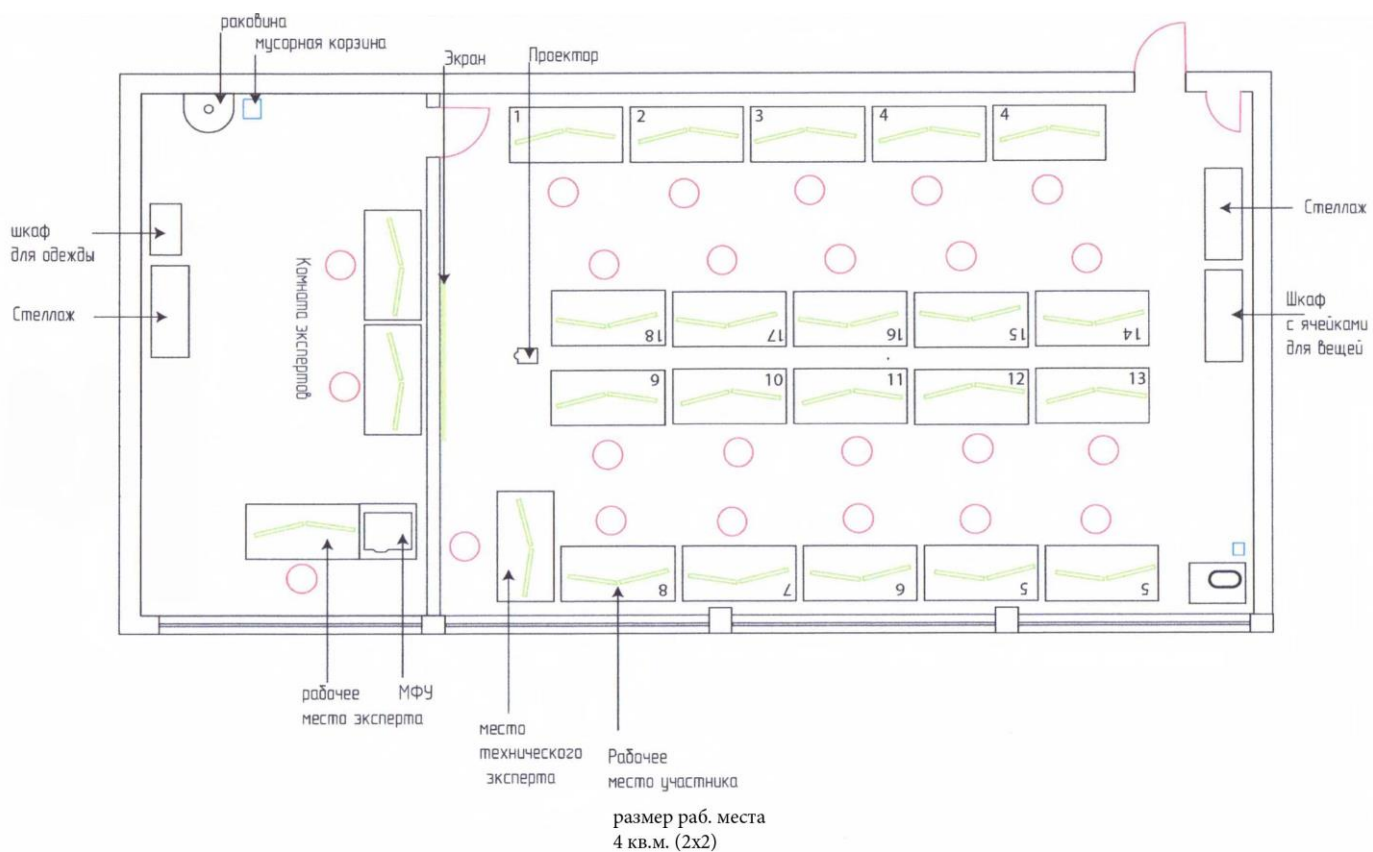 раковина
мусорная корзина
Экран
Проектор
1
2
3
4
4
шкаф
для одежды
Стеллаж
Комната экспертов
Стеллаж
Шкаф
с ячейками
для вещей
18
17
16
15
14
9
10
11
12
13
8
7
6
5
5
рабочее
место эксперта
МФУ
место
технического
эксперта
Рабочее
место участника
размер раб. места
4 кв.м. (2x2)